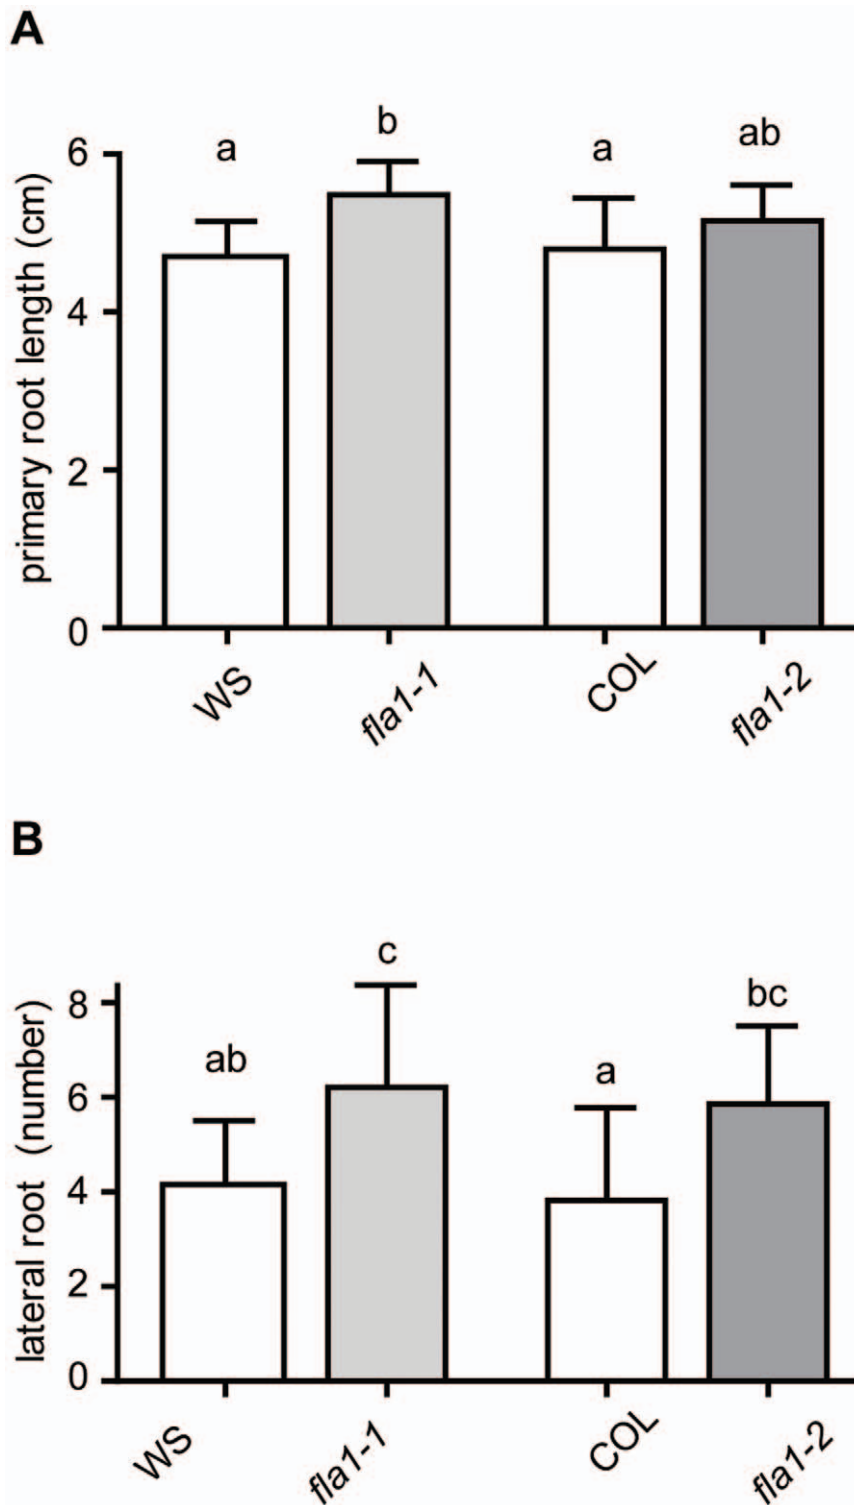 A
a
b
a
ab
primary root length (cm)
6
4
2
0
WS
fla1-1
COL
fla1-2
B
ab
c
a
bc
lateral root (number)
8
6
4
2
0
WS
fla1-1
COL
fla1-2